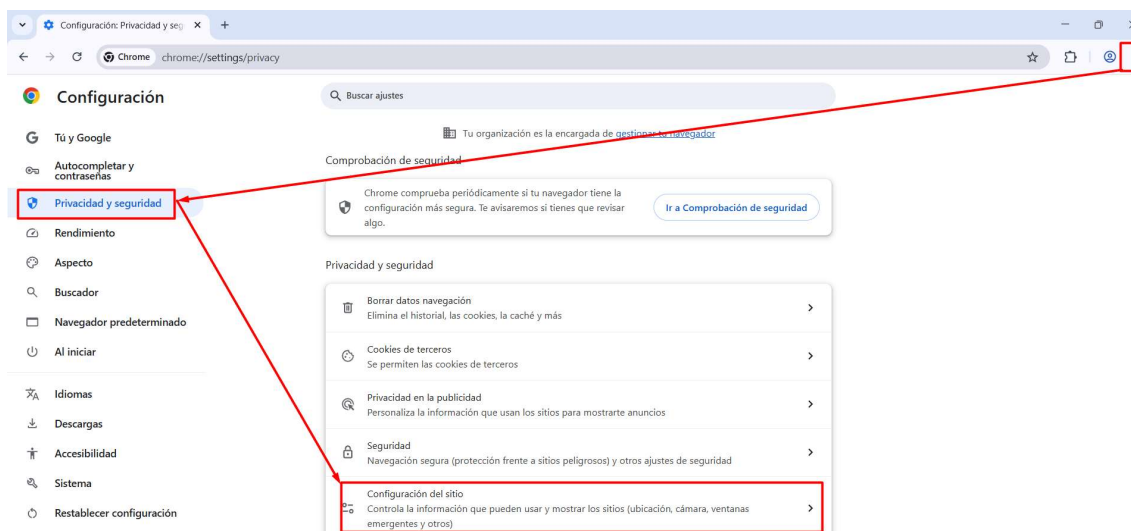 Configuración: Privacidad y seg
Chrome chrome://settings/privacy
Configuración
Buscar ajustes
Tu organización es la encargada de gestionar tu navegador
Tú y Google
Autocompletar y
contraseñas
Privacidad y seguridad
Rendimiento
Aspecto
Buscador
Navegador predeterminado
Al iniciar
Idiomas
Descargas
Accesibilidad
Sistema
Restablecer configuración
Comprobación de seguridad
Chrome comprueba periódicamente si tu navegador tiene la
configuración más segura. Te avisaremos si tienes que revisar
algo.
Ir a Comprobación de seguridad
Privacidad y seguridad
Borrar datos navegación
Elimina el historial, las cookies, la caché y más
Cookies de terceros
Se permiten las cookies de terceros
Privacidad en la publicidad
Personaliza la información que usan los sitios para mostrarte anuncios
Seguridad
Navegación segura (protección frente a sitios peligrosos) y otros ajustes de seguridad
Configuración del sitio
Controla la información que pueden usar y mostrar los sitios (ubicación, cámara, ventanas
emergentes y otros)